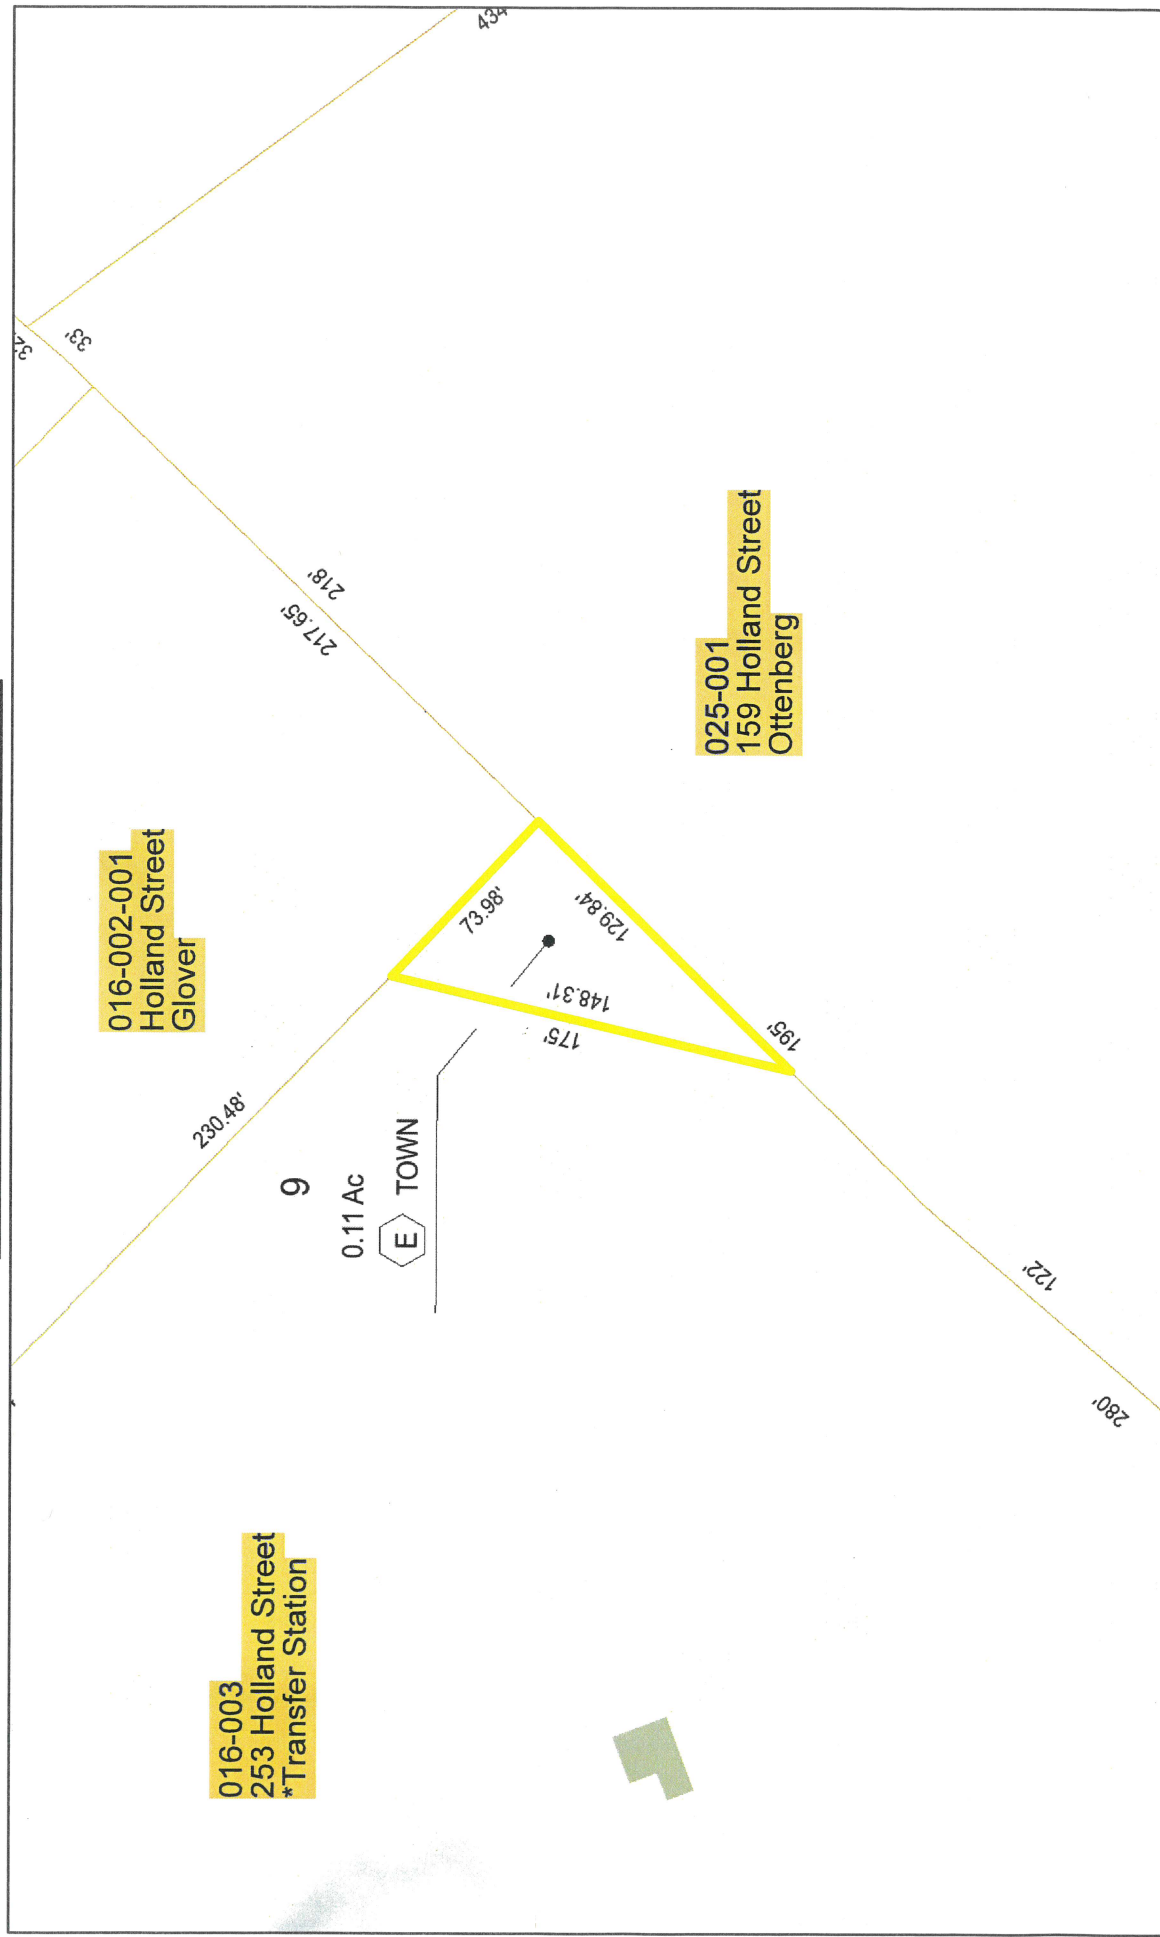 016-003
253 Holland Street
*Transfer Station
016-002-001
Holland Street
Glover
230.48'
9
0.11 Ac
E TOWN
73.98'
148.31'
175'
129.84'
195'
217.65'
218'
33'
434
122'
280'
025-001
159 Holland Street
Ottenberg